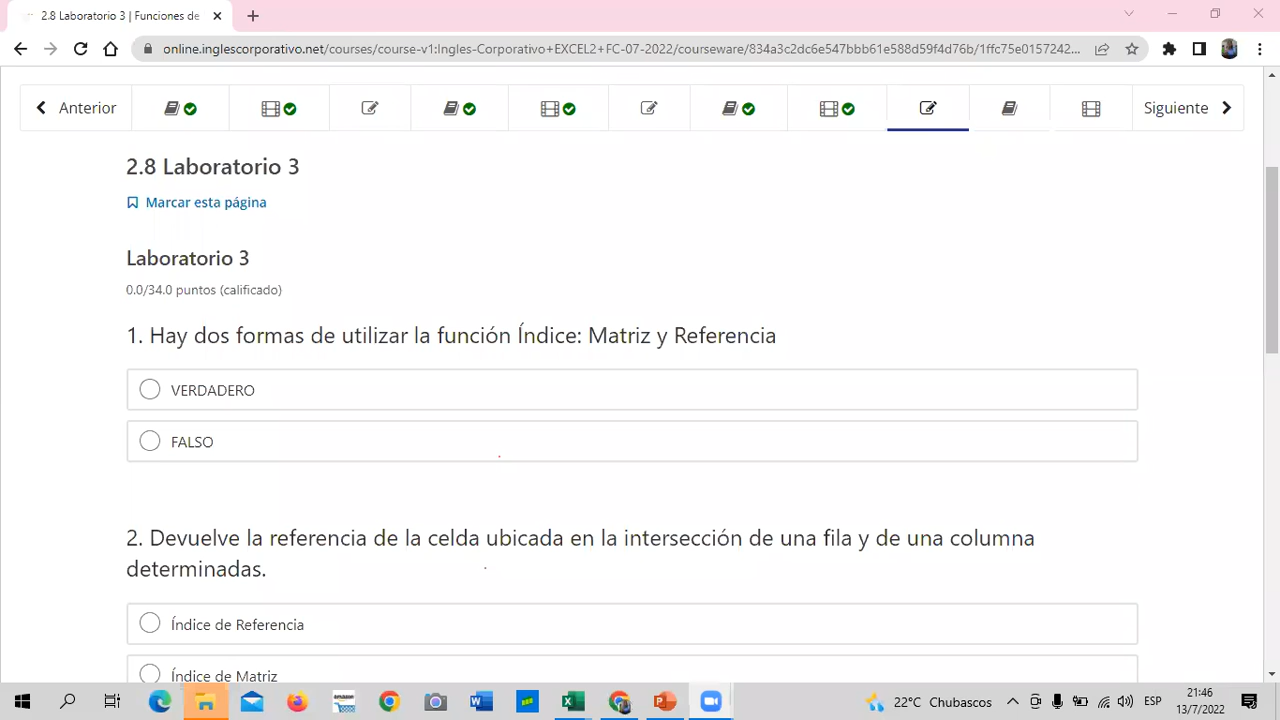 2.8 Laboratorio 3 | Funciones de
online.inglescorporativo.net/courses/course-v1:Ingles-Corporativo+EXCEL2+FC-07-2022/courseware/834a3c2dc6e547bbb61e588d59f4d76b/1ffc75e0157242...
Anterior
Siguiente
2.8 Laboratorio 3
Marcar esta página
Laboratorio 3
0.0/34.0 puntos (calificado)
1. Hay dos formas de utilizar la función Índice: Matriz y Referencia
VERDADERO
FALSO
2. Devuelve la referencia de la celda ubicada en la intersección de una fila y de una columna
determinadas.
Índice de Referencia
Índice de Matriz
22°C Chubascos
ESP
21:46
13/7/2022